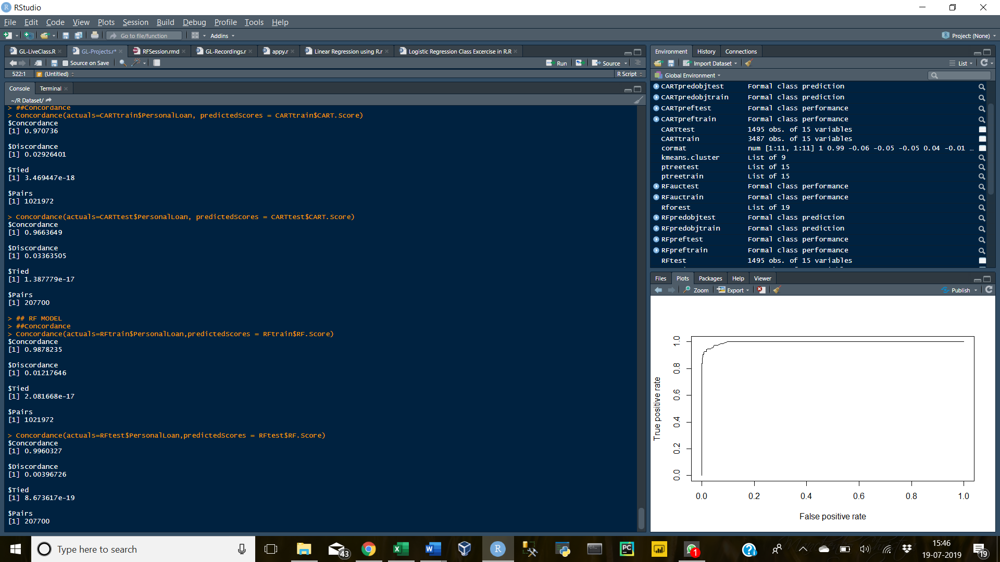 RStudio
File Edit Code View Plots Session Build Debug Profile Tools Help
Go to file/function Addins Project: (None)
GL-LiveClass.R GL-Projects.r* RFSession.rmd GL-Recordings.r appy.r Linear Regression using R.r Logistic Regression Class Excercise in R.R
Source on Save Run Source
522:1 (Untitled) R Script
Console Terminal
~/R Dataset/
> ##Concordance
> Concordance(actuals=CARTtrain$PersonalLoan, predictedScores = CARTtrain$CART.Score)
$Concordance
[1] 0.970736
$Discordance
[1] 0.02926401
$Tied
[1] 3.469447e-18
$Pairs
[1] 1021972
> Concordance(actuals=CARTtest$PersonalLoan, predictedScores = CARTtest$CART.Score)
$Concordance
[1] 0.9663649
$Discordance
[1] 0.03363505
$Tied
[1] 1.387779e-17
$Pairs
[1] 207700
> ## RF MODEL
> ##Concordance
> Concordance(actuals=RFtrain$PersonalLoan,predictedScores = RFtrain$RF.Score)
$Concordance
[1] 0.9878235
$Discordance
[1] 0.01217646
$Tied
[1] 2.081668e-17
$Pairs
[1] 1021972
> Concordance(actuals=RFtest$PersonalLoan,predictedScores = RFtest$RF.Score)
$Concordance
[1] 0.9960327
$Discordance
[1] 0.00396726
$Tied
[1] 8.673617e-19
$Pairs
[1] 207700
Environment History Connections
Import Dataset List
Global Environment
CARTpredobjtest Formal class prediction
CARTpredobjtrain Formal class prediction
CARTpreftest Formal class performance
CARTpreftrain Formal class performance
CARTtest 1495 obs. of 15 variables
CARTtrain 3487 obs. of 15 variables
cormat num [1:11, 1:11] 1 0.99 -0.06 -0.05 -0.05 0.04 -0.01 …
kmeans.cluster List of 9
ptreetest List of 15
ptreetrain List of 15
RFauctest Formal class performance
RFauctrain Formal class performance
Rforest List of 19
RFpredobjtest Formal class prediction
RFpredobjtrain Formal class prediction
RFpreftest Formal class performance
RFpreftrain Formal class performance
RFtest 1495 obs. of 15 variables
Files Plots Packages Help Viewer
Zoom Export Publish
True positive rate
1.0
0.8
0.6
0.4
0.2
0.0
0.0 0.2 0.4 0.6 0.8 1.0
False positive rate
Type here to search
43
1
15:46
19-07-2019
19